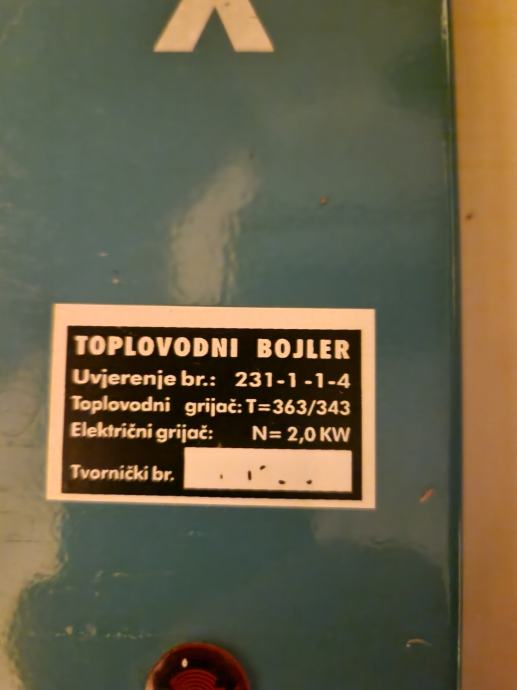 X
TOPLOVODNI BOJLER
Uvjerenje br.: 231-1-1-4
Toplovodni grijač: T=363/343
Električni grijač: N= 2,0 KW
Tvornički br.